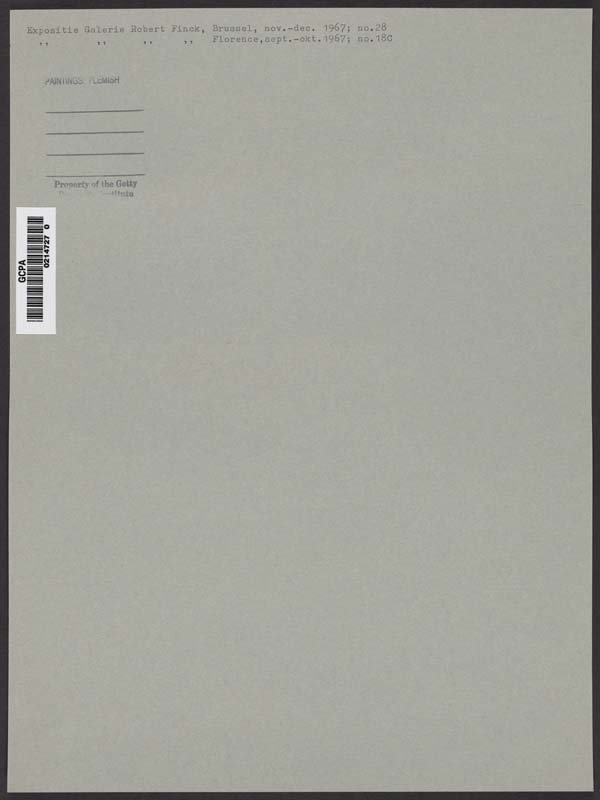 Expositie Galerie Robert Finck, Brussel, nov.-dec. 1967; no.28
,, ,, ,, ,, Florence,sept.-okt.1967; no.18C
PAINTINGS: FLEMISH
Property of the Getty
Institute
GCPA
0214727 0